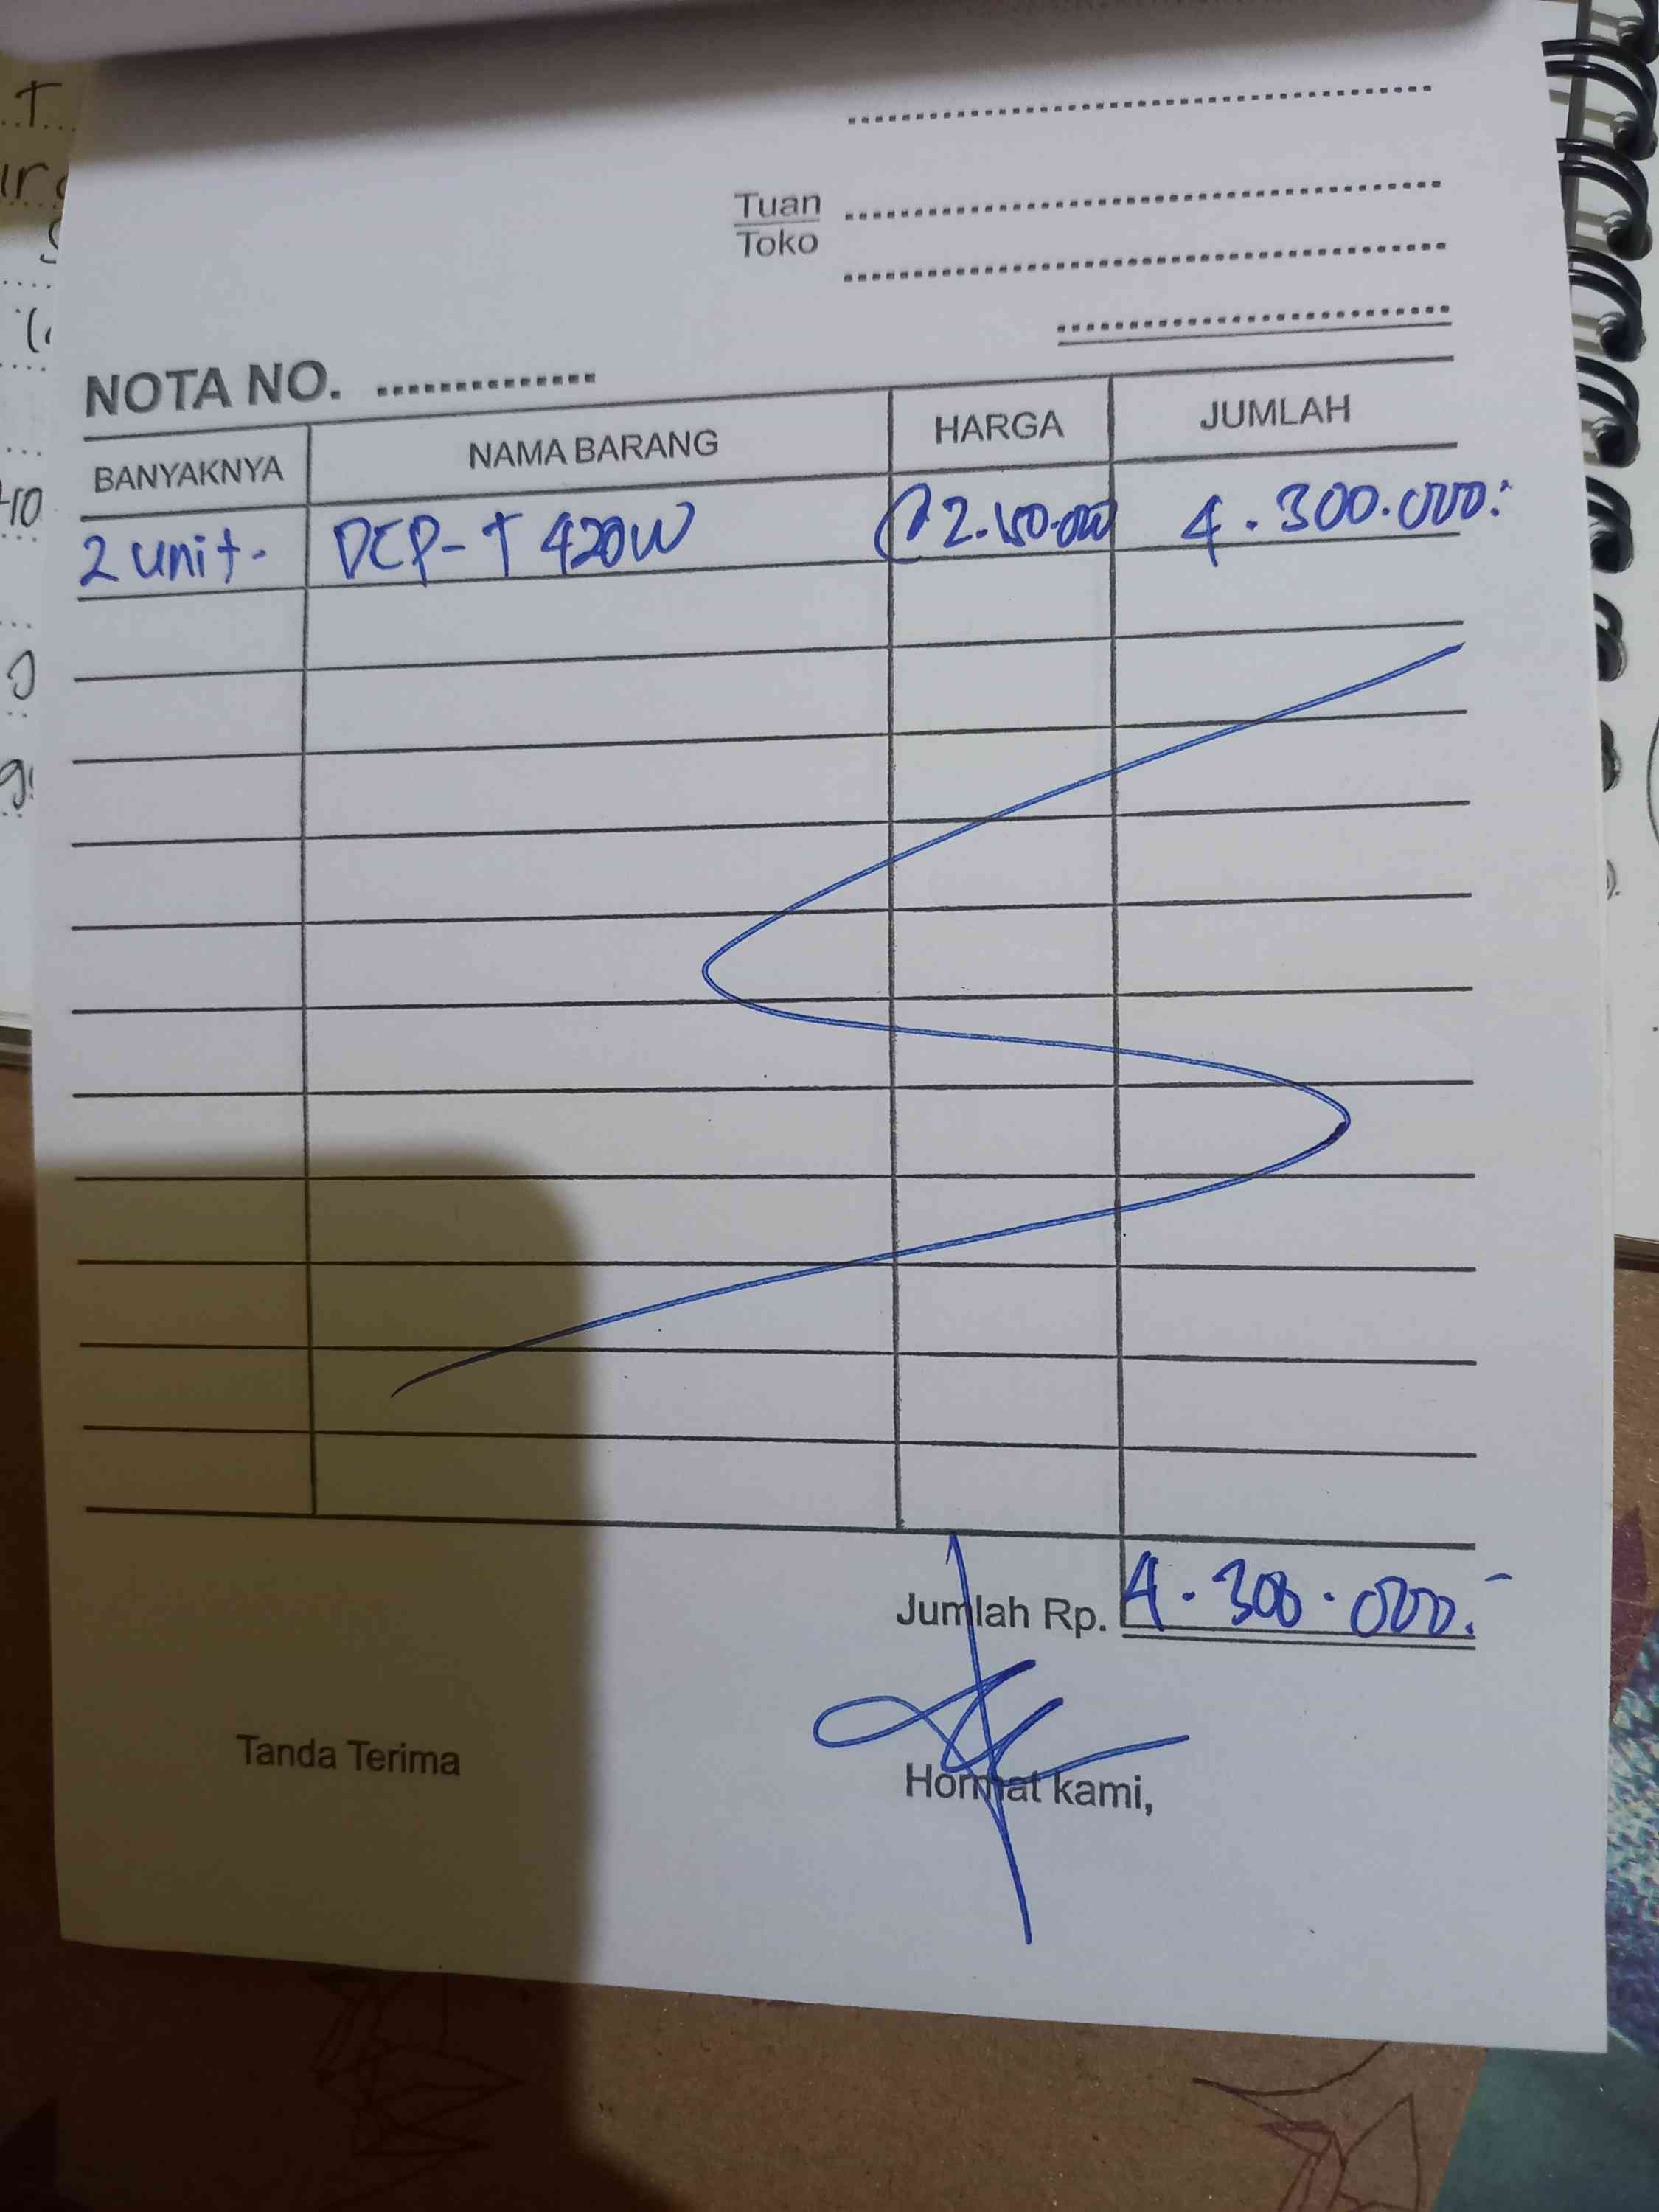 Tuan
Toko
NOTA NO. ..............
BANYAKNYA NAMA BARANG HARGA JUMLAH
2 unit- DCP-T 420W @ 2.150.000 4.300.000.-
Jumlah Rp. 4.300.000.-
Tanda Terima
Hormat kami,